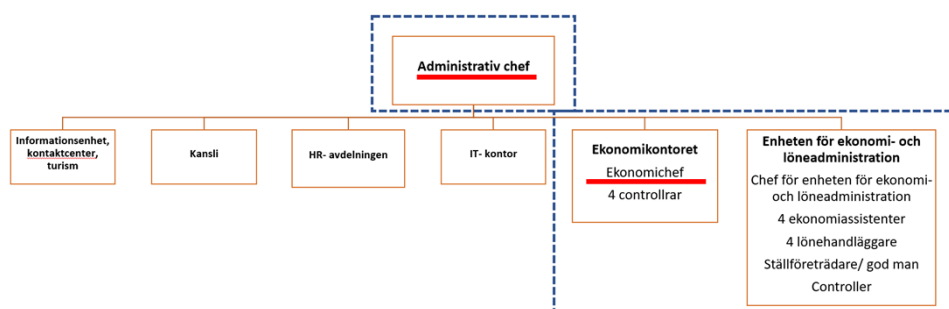 Administrativ chef
Informationsenhet,
kontaktcenter,
turism
Kansli
HR- avdelningen
IT- kontor
Ekonomikontoret
Ekonomichef
4 controllrar
Enheten för ekonomi- och
löneadministration
Chef för enheten för ekonomi-
och löneadministration
4 ekonomiassistenter
4 lönehandläggare
Ställföreträdare/ god man
Controller